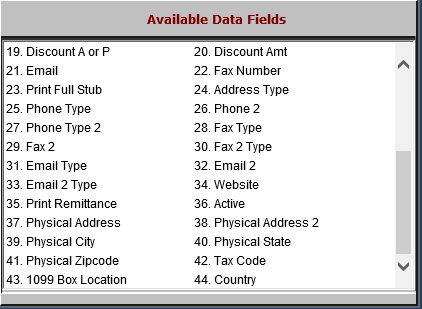 Available Data Fields
19. Discount A or P 20. Discount Amt
21. Email 22. Fax Number
23. Print Full Stub 24. Address Type
25. Phone Type 26. Phone 2
27. Phone Type 2 28. Fax Type
29. Fax 2 30. Fax 2 Type
31. Email Type 32. Email 2
33. Email 2 Type 34. Website
35. Print Remittance 36. Active
37. Physical Address 38. Physical Address 2
39. Physical City 40. Physical State
41. Physical Zipcode 42. Tax Code
43. 1099 Box Location 44. Country